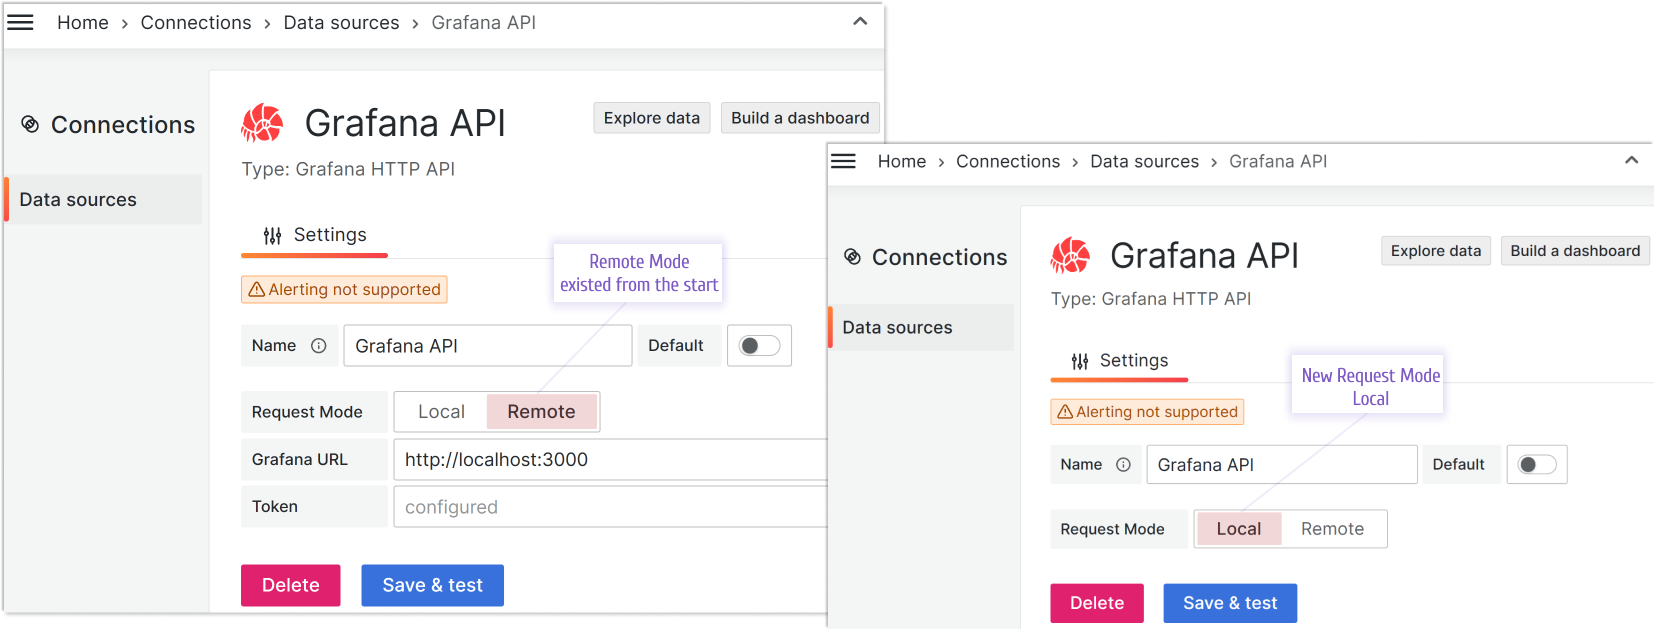 Home › Connections › Data sources › Grafana API
Connections
Data sources
Grafana API
Explore data
Build a dashboard
Type: Grafana HTTP API
Settings
Remote Mode
existed from the start
Alerting not supported
Name
Grafana API
Default
Request Mode
Local
Remote
Grafana URL
http://localhost:3000
Token
configured
Delete
Save & test
Home › Connections › Data sources › Grafana API
Connections
Data sources
Grafana API
Explore data
Build a dashboard
Type: Grafana HTTP API
Settings
New Request Mode
Local
Alerting not supported
Name
Grafana API
Default
Request Mode
Local
Remote
Delete
Save & test